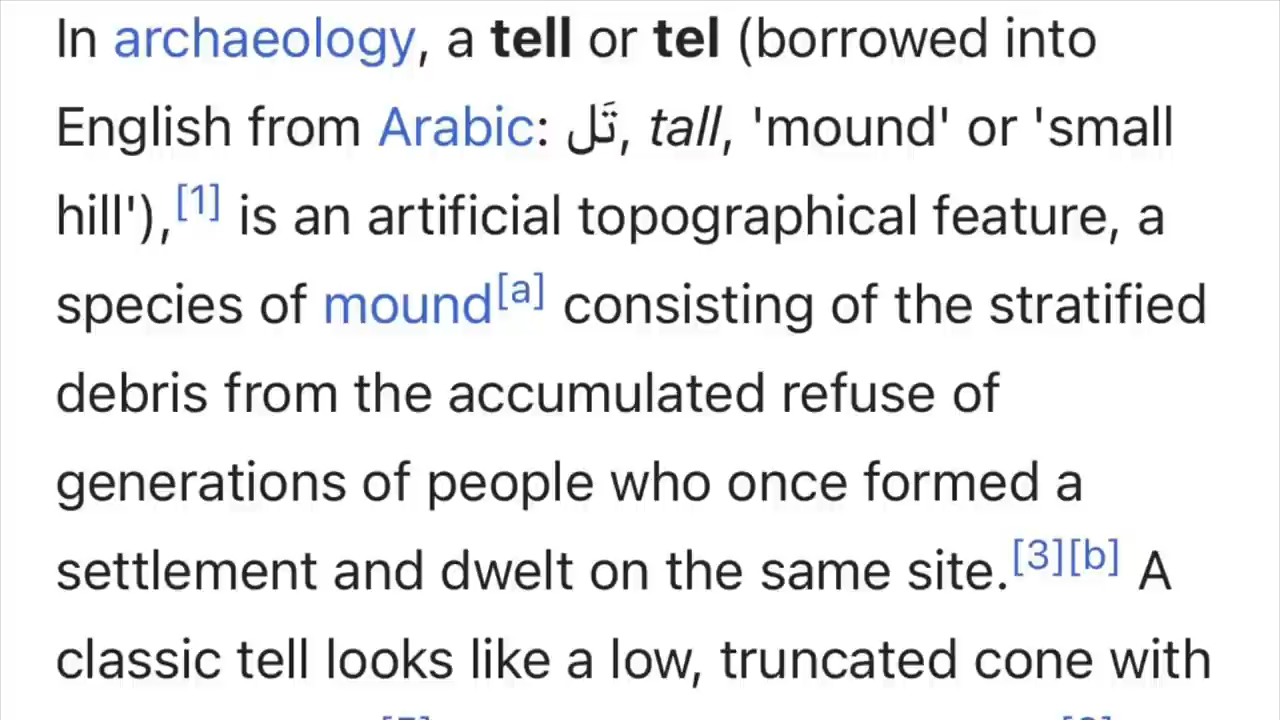 In archaeology, a tell or tel (borrowed into
English from Arabic: تَل, tall, 'mound' or 'small
hill'),[1] is an artificial topographical feature, a
species of mound[a] consisting of the stratified
debris from the accumulated refuse of
generations of people who once formed a
settlement and dwelt on the same site.[3][b] A
classic tell looks like a low, truncated cone with